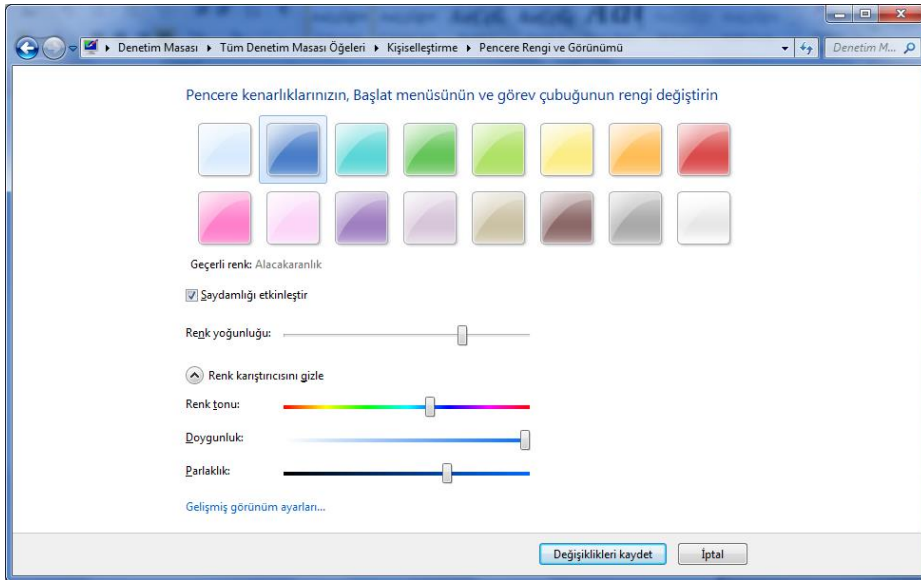 Denetim Masası ▸ Tüm Denetim Masası Öğeleri ▸ Kişiselleştirme ▸ Pencere Rengi ve Görünümü
Denetim M...
Pencere kenarlıklarınızın, Başlat menüsünün ve görev çubuğunun rengi değiştirin
Geçerli renk: Alacakaranlık
Saydamlığı etkinleştir
Renk yoğunluğu:
Renk karıştırıcısını gizle
Renk tonu:
Doygunluk:
Parlaklık:
Gelişmiş görünüm ayarları...
Değişiklikleri kaydet
İptal